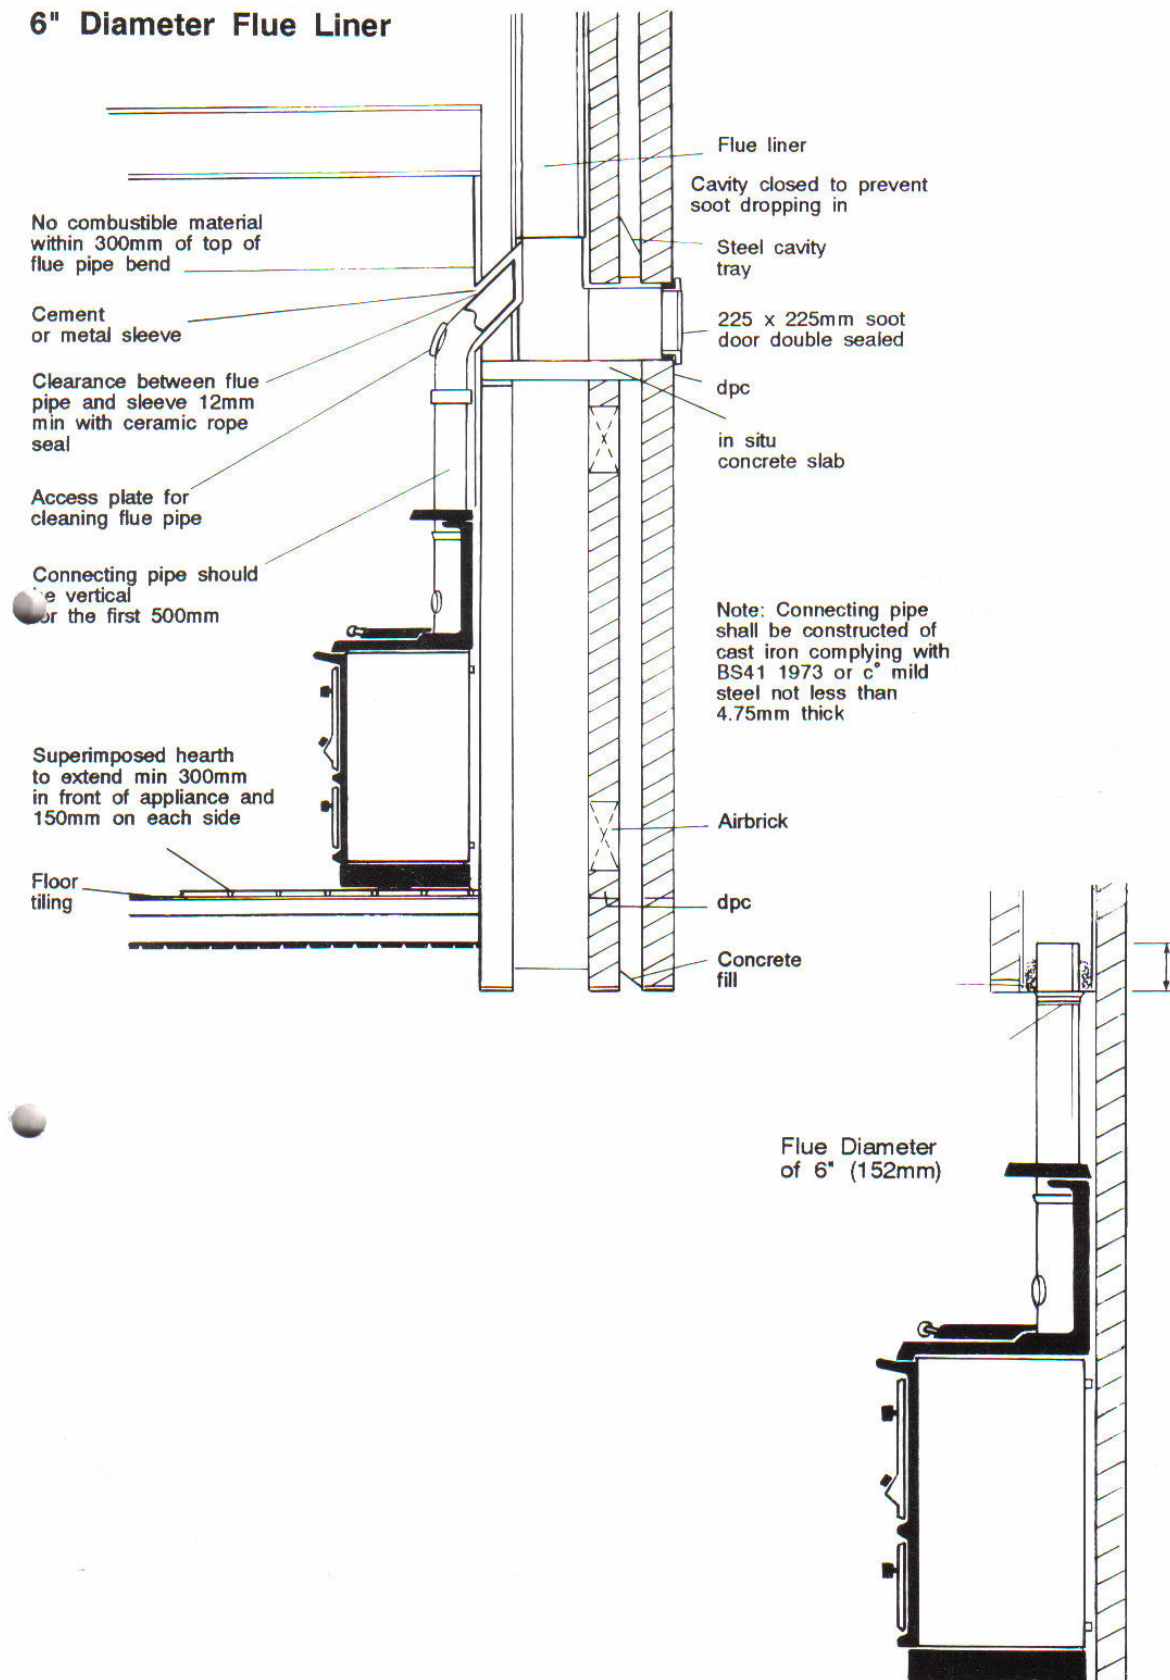 6" Diameter Flue Liner
Flue liner
Cavity closed to prevent
soot dropping in
Steel cavity
tray
225 x 225mm soot
door double sealed
dpc
in situ
concrete slab
No combustible material
within 300mm of top of
flue pipe bend
Cement
or metal sleeve
Clearance between flue
pipe and sleeve 12mm
min with ceramic rope
seal
Access plate for
cleaning flue pipe
Connecting pipe should
vertical
the first 500mm
Note: Connecting pipe
shall be constructed of
cast iron complying with
BS41 1973 or c° mild
steel not less than
4.75mm thick
Superimposed hearth
to extend min 300mm
in front of appliance and
150mm on each side
Floor
tiling
Airbrick
dpc
Concrete
fill
Flue Diameter
of 6" (152mm)